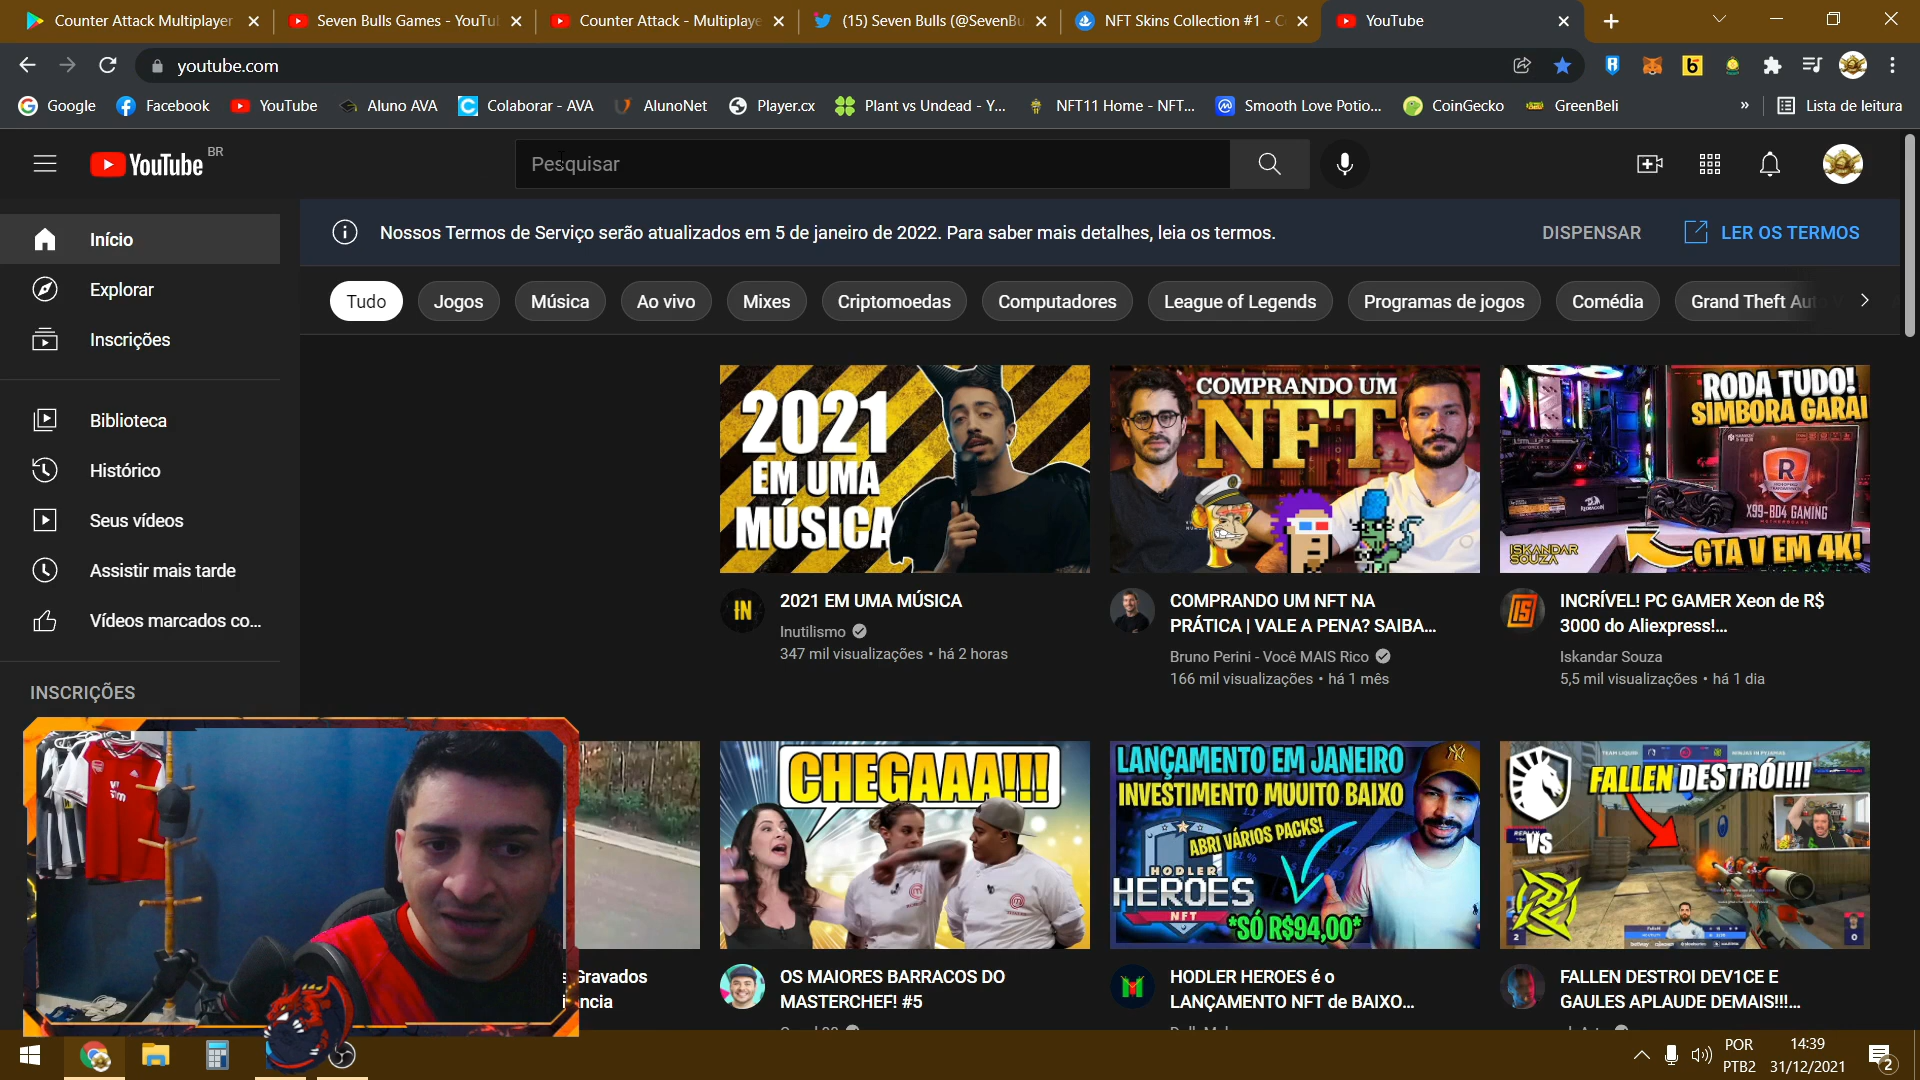 Counter Attack Multiplayer
Seven Bulls Games - YouTu
Counter Attack - Multiplaye
(15) Seven Bulls (@SevenBu
NFT Skins Collection #1 - C
YouTube
youtube.com
Google
Facebook
YouTube
Aluno AVA
Colaborar - AVA
AlunoNet
Player.cx
Plant vs Undead - Y...
NFT11 Home - NFT...
Smooth Love Potio...
CoinGecko
GreenBeli
»
Lista de leitura
YouTube BR
Pesquisar
Início
Explorar
Inscrições
Biblioteca
Histórico
Seus vídeos
Assistir mais tarde
Vídeos marcados co...
INSCRIÇÕES
Nossos Termos de Serviço serão atualizados em 5 de janeiro de 2022. Para saber mais detalhes, leia os termos.
DISPENSAR
LER OS TERMOS
Tudo
Jogos
Música
Ao vivo
Mixes
Criptomoedas
Computadores
League of Legends
Programas de jogos
Comédia
Grand Theft Auto V
2021
EM UMA
MÚSICA
COMPRANDO UM
NFT
RODA TUDO!
SIMBORA GARAI
R
X99-BD4 GAMING
ISKANDAR
SOUZA
GTA V EM 4K!
IN
2021 EM UMA MÚSICA
Inutilismo
347 mil visualizações • há 2 horas
COMPRANDO UM NFT NA
PRÁTICA | VALE A PENA? SAIBA...
Bruno Perini - Você MAIS Rico
166 mil visualizações • há 1 mês
IS
INCRÍVEL! PC GAMER Xeon de R$
3000 do Aliexpress!...
Iskandar Souza
5,5 mil visualizações • há 1 dia
CHEGAAA!!!
LANÇAMENTO EM JANEIRO
INVESTIMENTO MUUITO BAIXO
ABRI VÁRIOS PACKS!
HODLER
HEROES
NFT
*SÓ R$94,00*
FALLEN DESTRÓI!!!
VS
2
0
s Gravados
OS MAIORES BARRACOS DO
MASTERCHEF! #5
HODLER HEROES é o
LANÇAMENTO NFT de BAIXO...
FALLEN DESTROI DEV1CE E
GAULES APLAUDE DEMAIS!!!...
POR
PTB2
14:39
31/12/2021
2